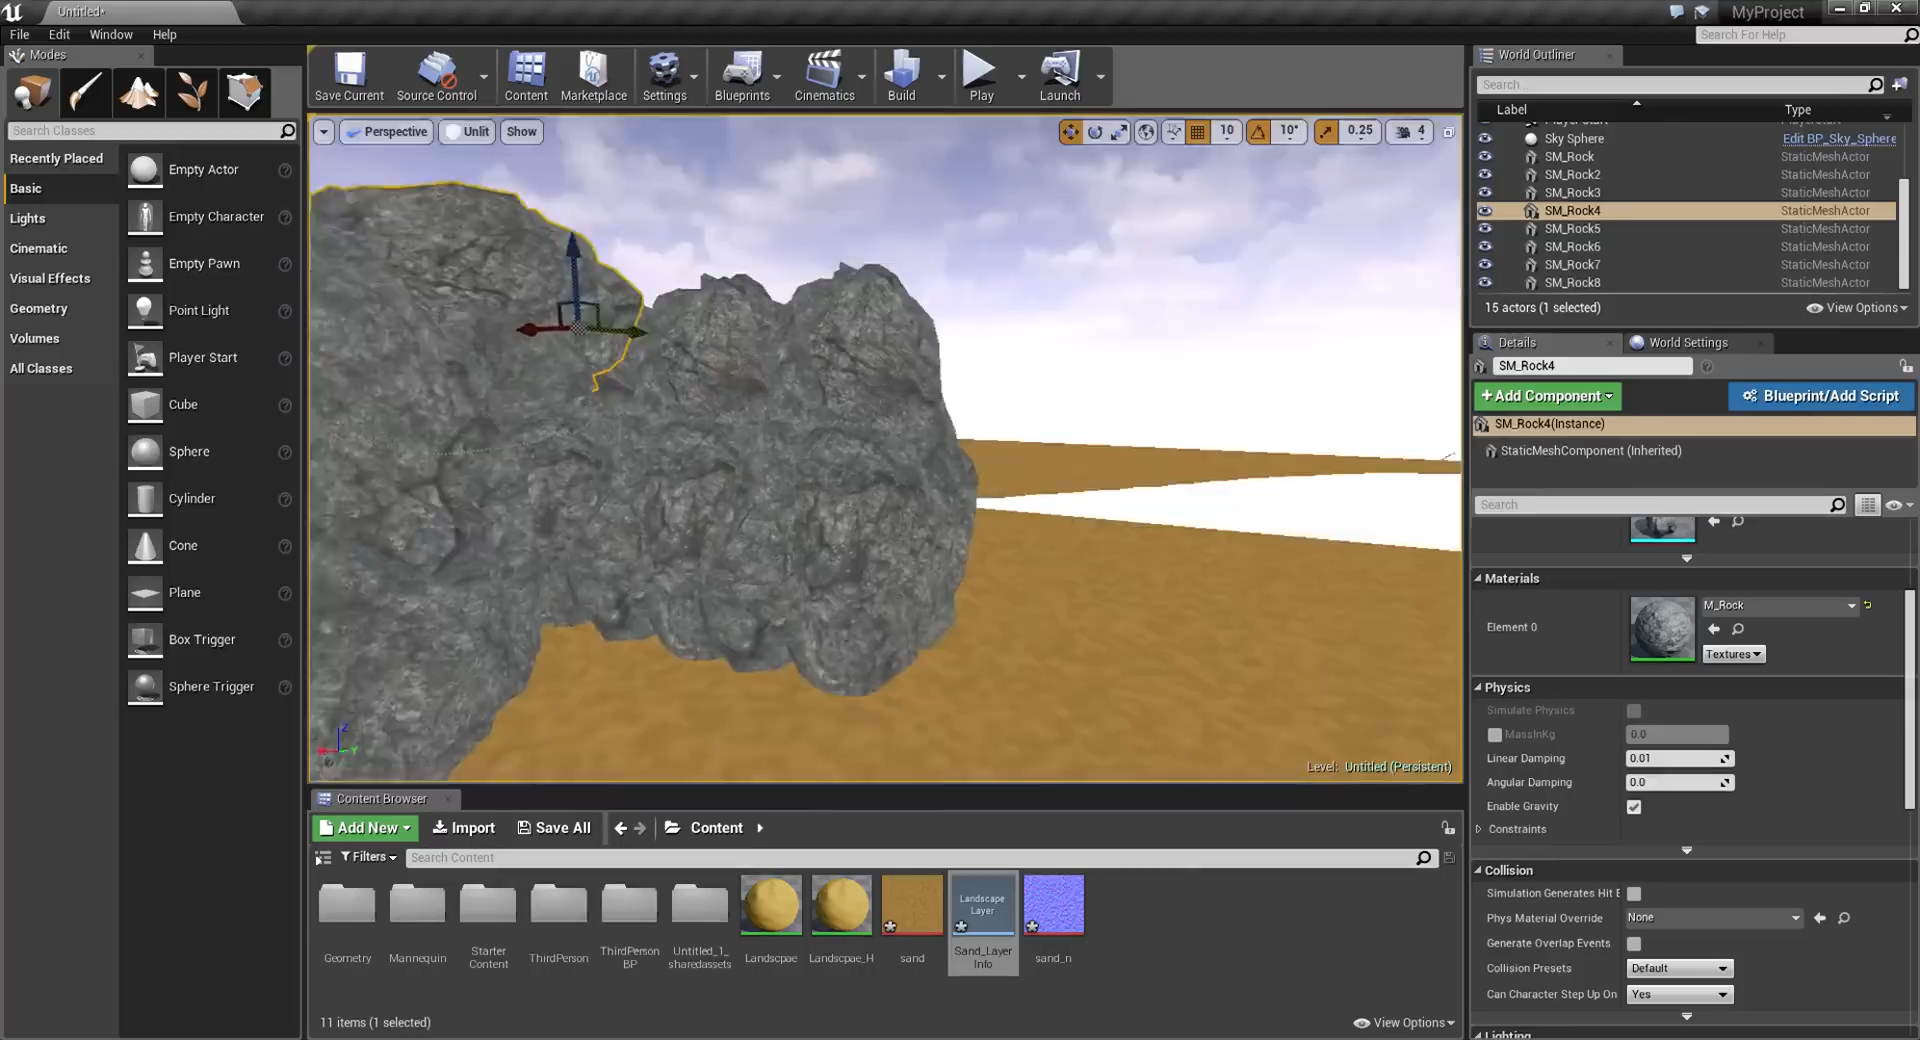 Untitled*
MyProject
File Edit Window Help
Search For Help
Modes
Search Classes
Recently Placed
Basic
Lights
Cinematic
Visual Effects
Geometry
Volumes
All Classes
Empty Actor
Empty Character
Empty Pawn
Point Light
Player Start
Cube
Sphere
Cylinder
Cone
Plane
Box Trigger
Sphere Trigger
Save Current Source Control Content Marketplace Settings Blueprints Cinematics Build Play Launch
Perspective Unlit Show 10 10° 0.25 4
Z
Y
Level: Untitled (Persistent)
Content Browser
Add New Import Save All Content
Filters Search Content
Geometry
Mannequin
Starter
Content
ThirdPerson
ThirdPerson
BP
Untitled_1_
sharedassets
Landscpae
Landscpae_H
sand
Landscape
Layer
Sand_Layer
Info
sand_n
11 items (1 selected) View Options
World Outliner
Search...
Label Type
Sky Sphere Edit BP_Sky_Sphere
SM_Rock StaticMeshActor
SM_Rock2 StaticMeshActor
SM_Rock3 StaticMeshActor
SM_Rock4 StaticMeshActor
SM_Rock5 StaticMeshActor
SM_Rock6 StaticMeshActor
SM_Rock7 StaticMeshActor
SM_Rock8 StaticMeshActor
15 actors (1 selected) View Options
Details World Settings
SM_Rock4
+Add Component Blueprint/Add Script
SM_Rock4(Instance)
StaticMeshComponent (Inherited)
Search
Materials
Element 0
M_Rock
Textures
Physics
Simulate Physics
MassInKg 0.0
Linear Damping 0.01
Angular Damping 0.0
Enable Gravity
Constraints
Collision
Simulation Generates Hit E
Phys Material Override None
Generate Overlap Events
Collision Presets Default
Can Character Step Up On Yes
Lighting